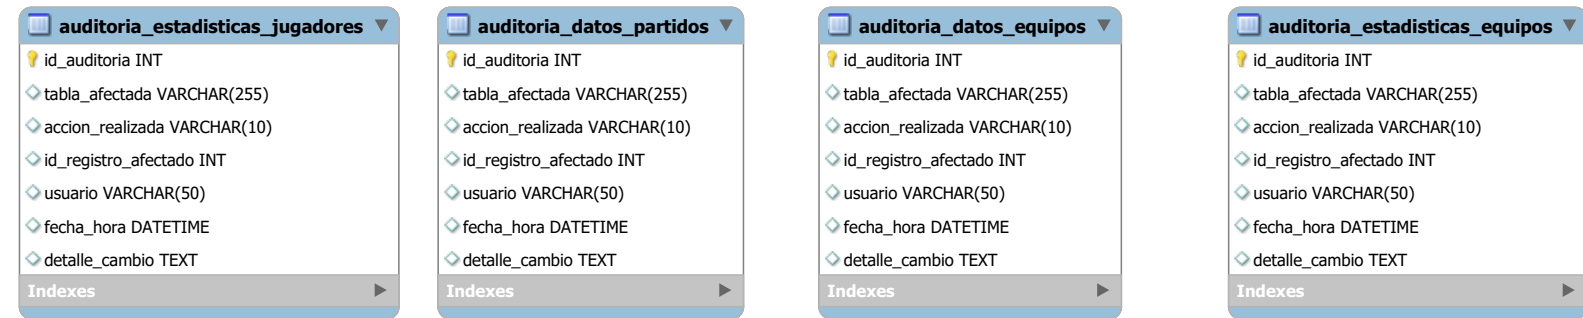 auditoria_estadisticas_jugadores
id_auditoria INT
tabla_afectada VARCHAR(255)
accion_realizada VARCHAR(10)
id_registro_afectado INT
usuario VARCHAR(50)
fecha_hora DATETIME
detalle_cambio TEXT
Indexes
auditoria_datos_partidos
id_auditoria INT
tabla_afectada VARCHAR(255)
accion_realizada VARCHAR(10)
id_registro_afectado INT
usuario VARCHAR(50)
fecha_hora DATETIME
detalle_cambio TEXT
Indexes
auditoria_datos_equipos
id_auditoria INT
tabla_afectada VARCHAR(255)
accion_realizada VARCHAR(10)
id_registro_afectado INT
usuario VARCHAR(50)
fecha_hora DATETIME
detalle_cambio TEXT
Indexes
auditoria_estadisticas_equipos
id_auditoria INT
tabla_afectada VARCHAR(255)
accion_realizada VARCHAR(10)
id_registro_afectado INT
usuario VARCHAR(50)
fecha_hora DATETIME
detalle_cambio TEXT
Indexes